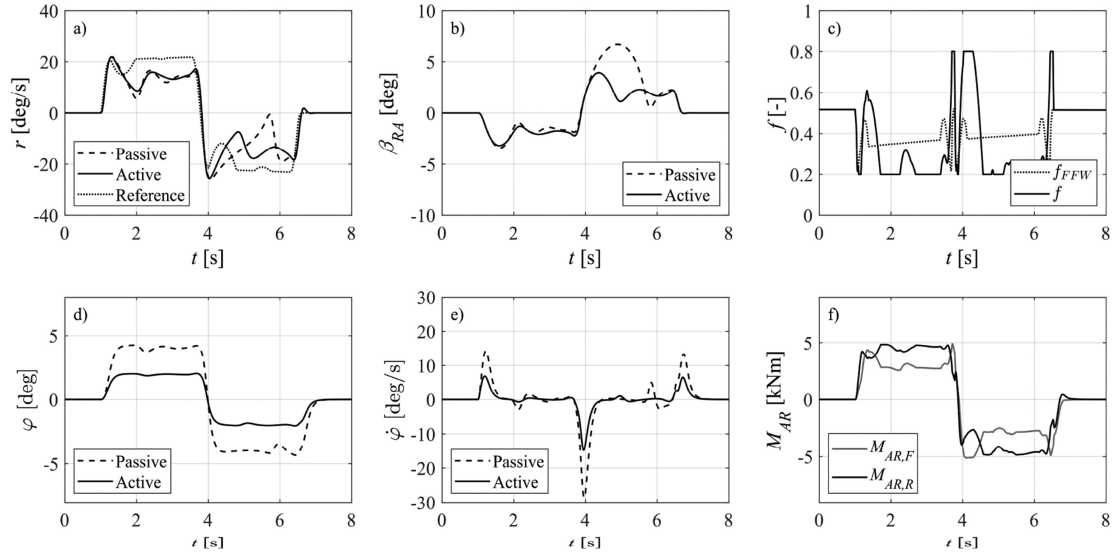 a)
r [deg/s]
40
20
0
-20
-40
Passive
Active
Reference
0 2 4 6 8
t [s]
b)
β_RA [deg]
10
5
0
-5
-10
Passive
Active
0 2 4 6 8
t [s]
c)
f [-]
1
0.8
0.6
0.4
0.2
0
f_FFW
f
0 2 4 6 8
t [s]
d)
φ [deg]
5
0
-5
Passive
Active
0 2 4 6 8
t [s]
e)
φ̇ [deg/s]
30
20
10
0
-10
-20
-30
Passive
Active
0 2 4 6 8
t [s]
f)
M_AR [kNm]
5
0
-5
M_AR,F
M_AR,R
0 2 4 6 8
t [s]